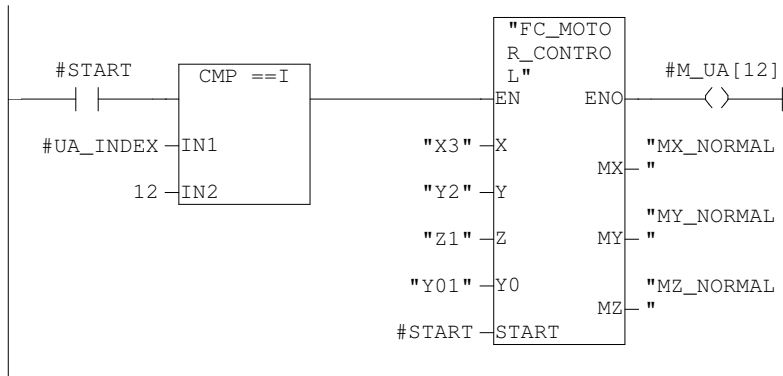 "FC_MOTO
R_CONTRO
L"
#START
CMP ==I
#M_UA[12]
EN
ENO
#UA_INDEX
IN1
"X3"
X
"MX_NORMAL
"
MX
12
IN2
"Y2"
Y
"MY_NORMAL
"
MY
"Z1"
Z
"Y01"
Y0
"MZ_NORMAL
"
MZ
#START
START